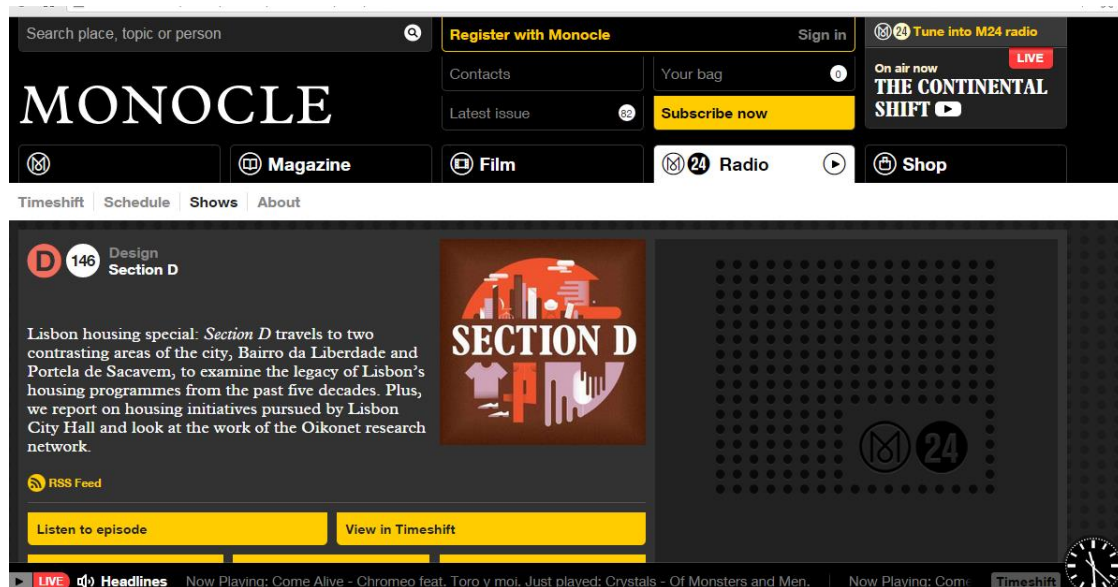 Search place, topic or person
Register with Monocle
Sign in
24 Tune into M24 radio
LIVE
On air now
THE CONTINENTAL
SHIFT
Contacts
Your bag 0
MONOCLE
Latest issue 82
Subscribe now
M
Magazine
Film
M 24 Radio
Shop
Timeshift
Schedule
Shows
About
D 146 Design
Section D
SECTION D
Lisbon housing special: Section D travels to two
contrasting areas of the city, Bairro da Liberdade and
Portela de Sacavem, to examine the legacy of Lisbon's
housing programmes from the past five decades. Plus,
we report on housing initiatives pursued by Lisbon
City Hall and look at the work of the Oikonet research
network.
M 24
RSS Feed
Listen to episode
View in Timeshift
LIVE Headlines Now Playing: Come Alive - Chromeo feat. Toro y moi, Just played: Crystals - Of Monsters and Men. Now Playing: Come Timeshift